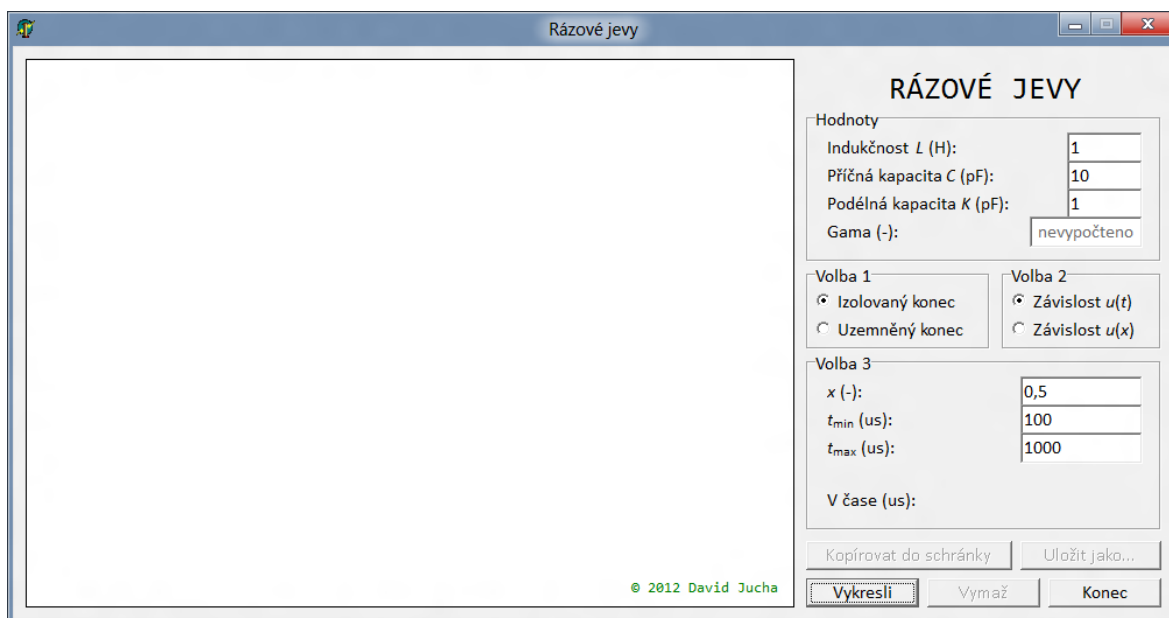 Rázové jevy
RÁZOVÉ JEVY
Hodnoty
Indukčnost L (H): 1
Příčná kapacita C (pF): 10
Podélná kapacita K (pF): 1
Gama (-): nevypočteno
Volba 1
Izolovaný konec
Uzemněný konec
Volba 2
Závislost u(t)
Závislost u(x)
Volba 3
x (-): 0,5
tmin (us): 100
tmax (us): 1000
V čase (us):
Kopírovat do schránky Uložit jako...
Vykresli Vymaž Konec
© 2012 David Jucha